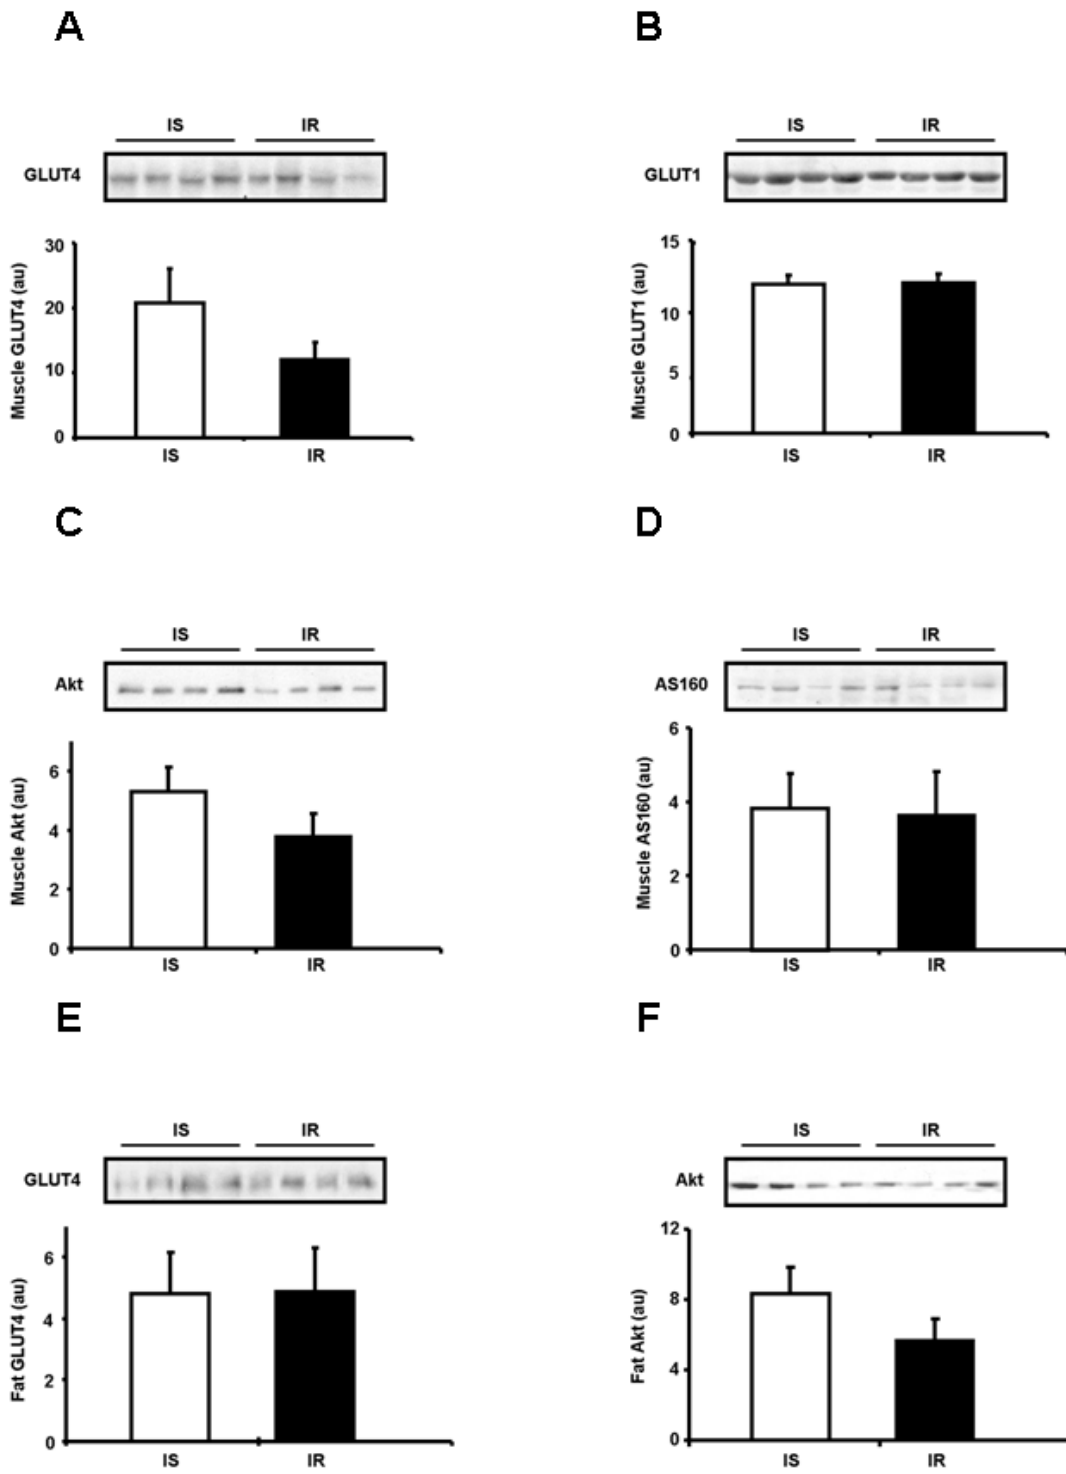 A
B
IS IR
GLUT4
30
20
10
0
Muscle GLUT4 (au)
IS IR
IS IR
GLUT1
15
10
5
0
Muscle GLUT1 (au)
IS IR
C
D
IS IR
Akt
6
4
2
0
Muscle Akt (au)
IS IR
IS IR
AS160
6
4
2
0
Muscle AS160 (au)
IS IR
E
F
IS IR
GLUT4
6
4
2
0
Fat GLUT4 (au)
IS IR
IS IR
Akt
12
8
4
0
Fat Akt (au)
IS IR